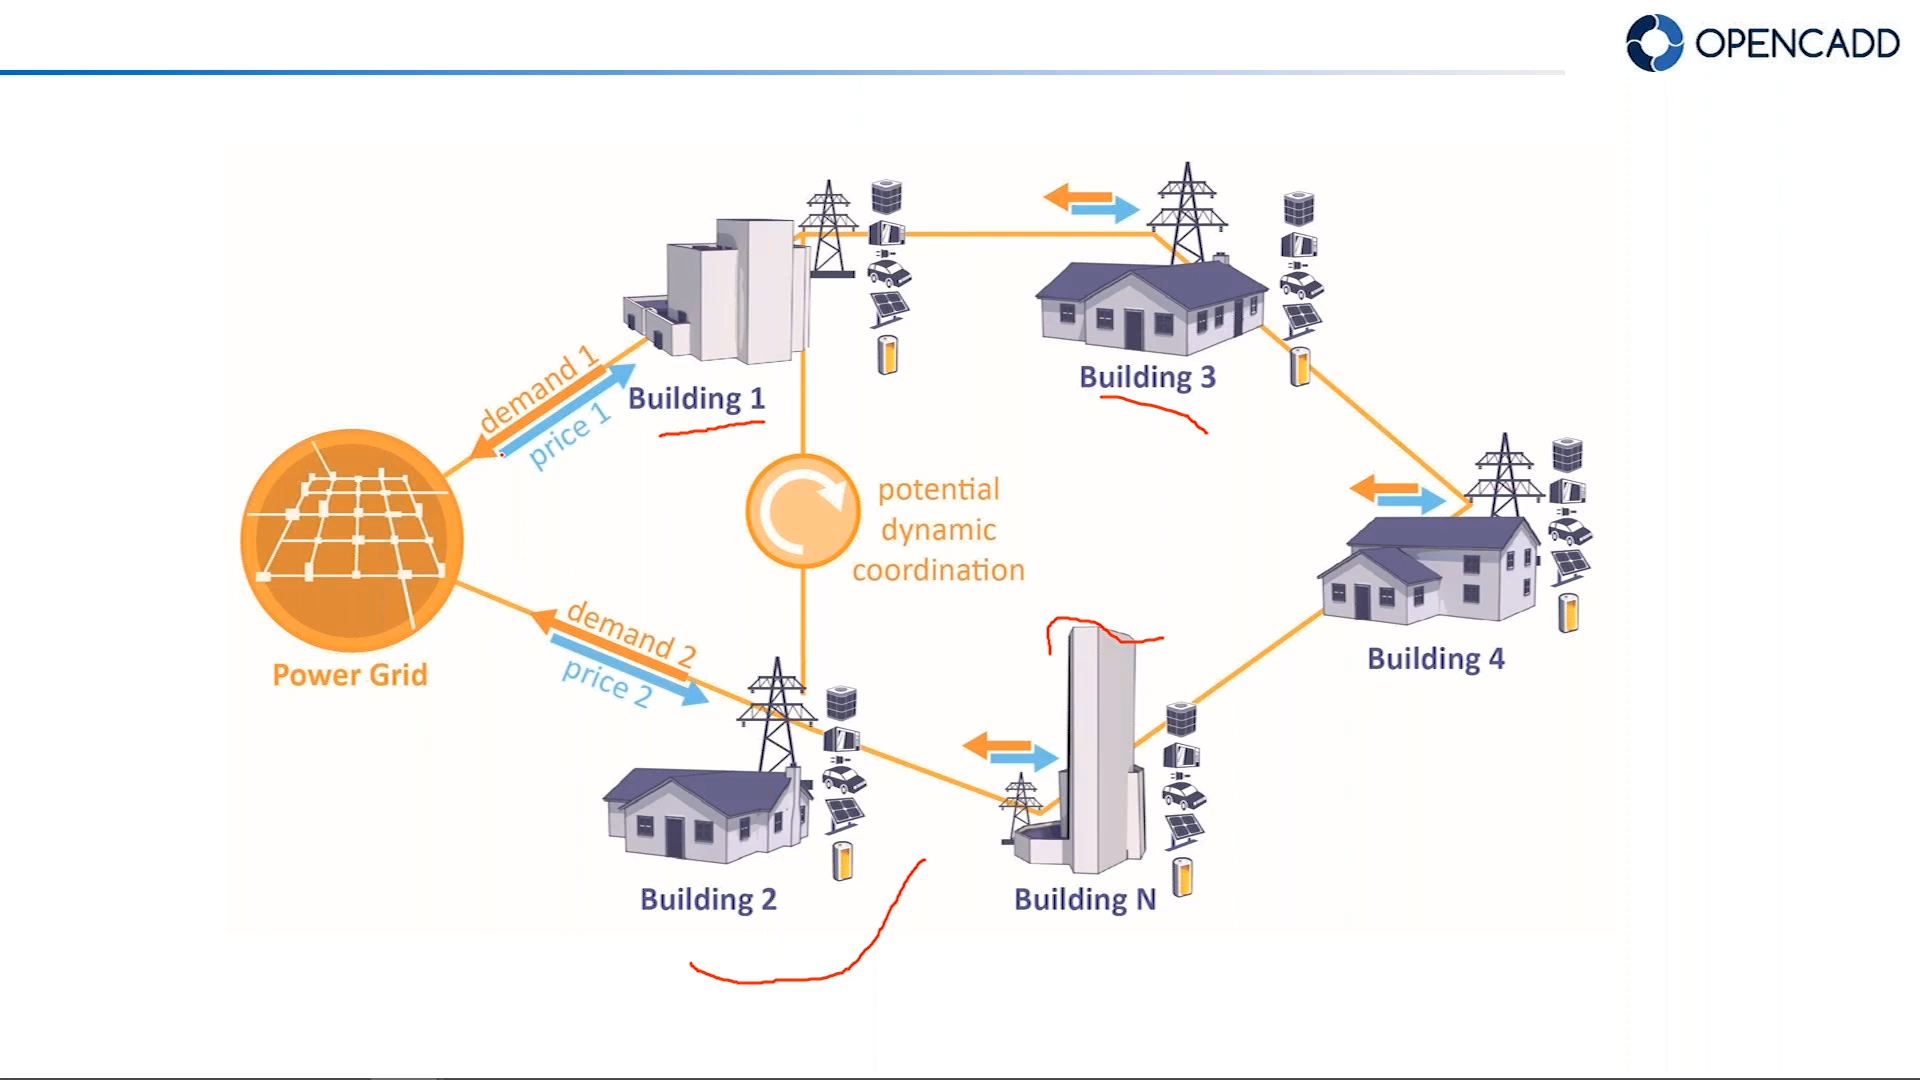 OPENCADD
demand 1
price 1
Building 1
Building 3
potential
dynamic
coordination
Power Grid
demand 2
price 2
Building 4
Building 2
Building N